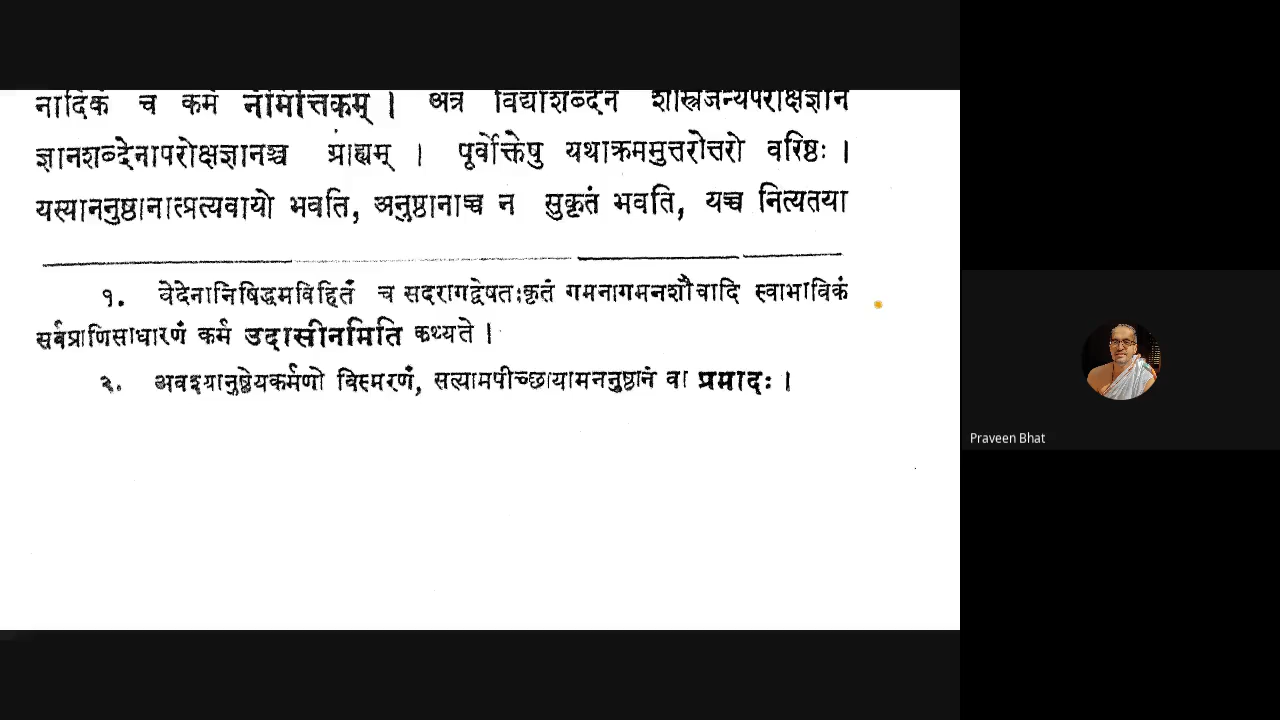 नादिकं च कर्म नैमित्तिकम् । अत्र विद्याशब्देन शास्त्रजन्यपरोक्षज्ञान
ज्ञानशब्देनापरोक्षज्ञानञ्च ग्राह्यम् । पूर्वोक्तेषु यथाक्रममुत्तरोत्तरो वरिष्ठः ।
यस्याननुष्ठानात्प्रत्यवायो भवति, अनुष्ठानाच्च न सुकृतं भवति, यच्च नित्यतया
१. वेदेनानिषिद्धमविहितं च सदरागद्वेषतःकृतं गमनागमनशौचादि स्वाभाविकं
सर्वप्राणिसाधारणं कर्म उदासीनमिति कथ्यते ।
२. अवश्यानुष्ठेयकर्मणो विस्मरणं, सत्यामपीच्छायामननुष्ठानं वा प्रमादः ।
Praveen Bhat